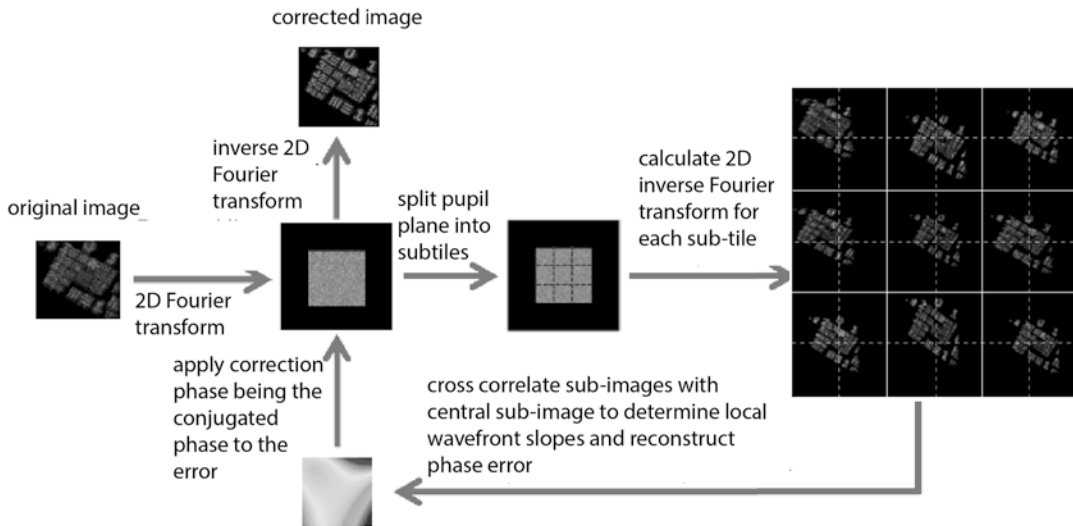 corrected image
inverse 2D
Fourier
transform
original image
2D Fourier
transform
split pupil
plane into
subtiles
calculate 2D
inverse Fourier
transform for
each sub-tile
apply correction
phase being the
conjugated
phase to the
error
cross correlate sub-images with
central sub-image to determine local
wavefront slopes and reconstruct
phase error